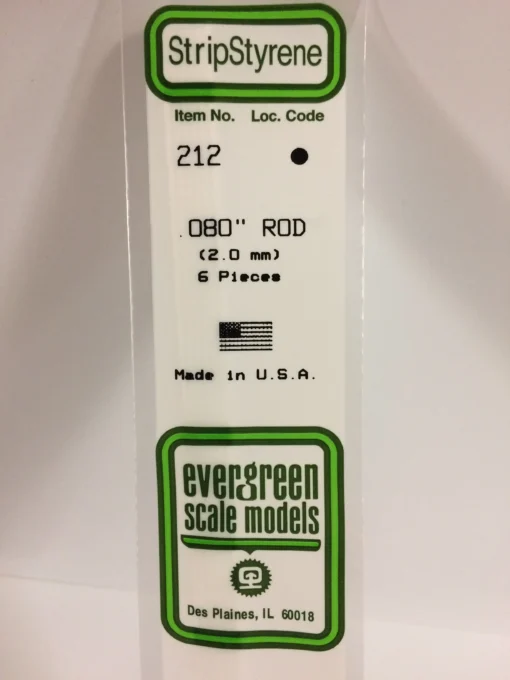 StripStyrene
Item No. Loc. Code
212
.080" ROD
(2.0 mm)
6 Pieces
Made in U.S.A.
evergreen
scale models
Des Plaines, IL 60018